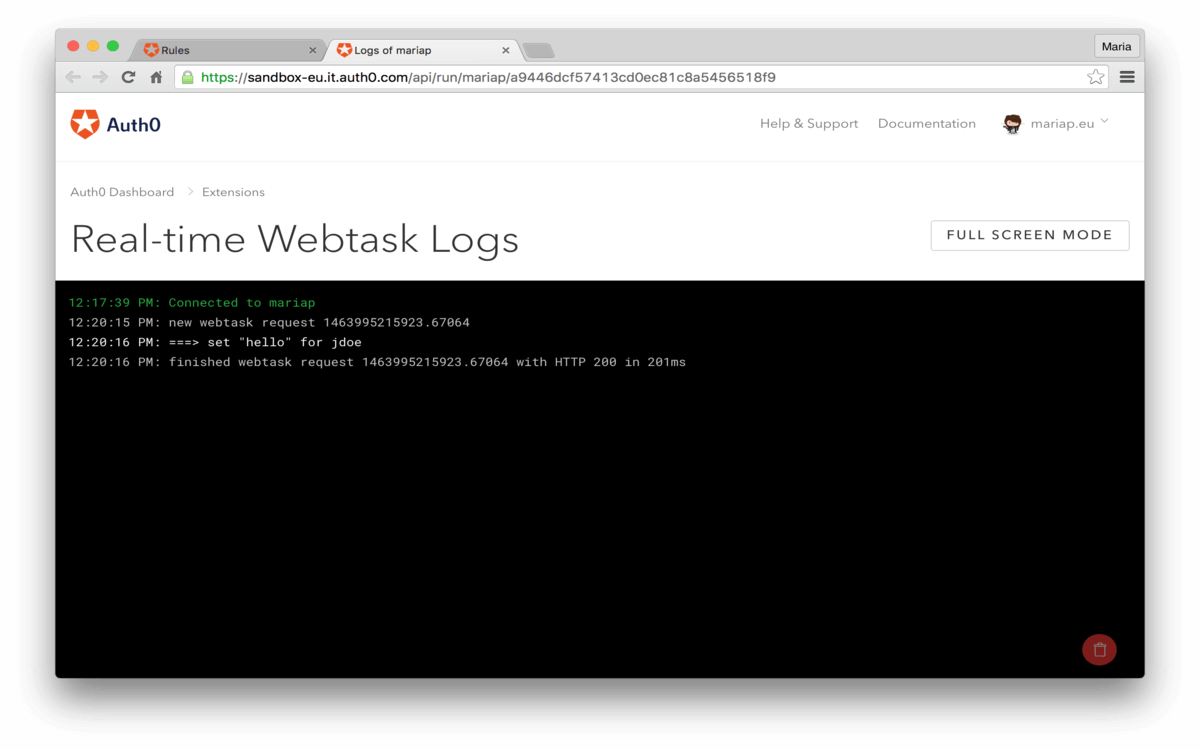 Rules
Logs of mariap
Maria
https://sandbox-eu.it.auth0.com/api/run/mariap/a9446dcf57413cd0ec81c8a5456518f9
Auth0
Help & Support
Documentation
mariap.eu
Auth0 Dashboard
Extensions
Real-time Webtask Logs
FULL SCREEN MODE
12:17:39 PM: Connected to mariap
12:20:15 PM: new webtask request 1463995215923.67064
12:20:16 PM: ===> set "hello" for jdoe
12:20:16 PM: finished webtask request 1463995215923.67064 with HTTP 200 in 201ms